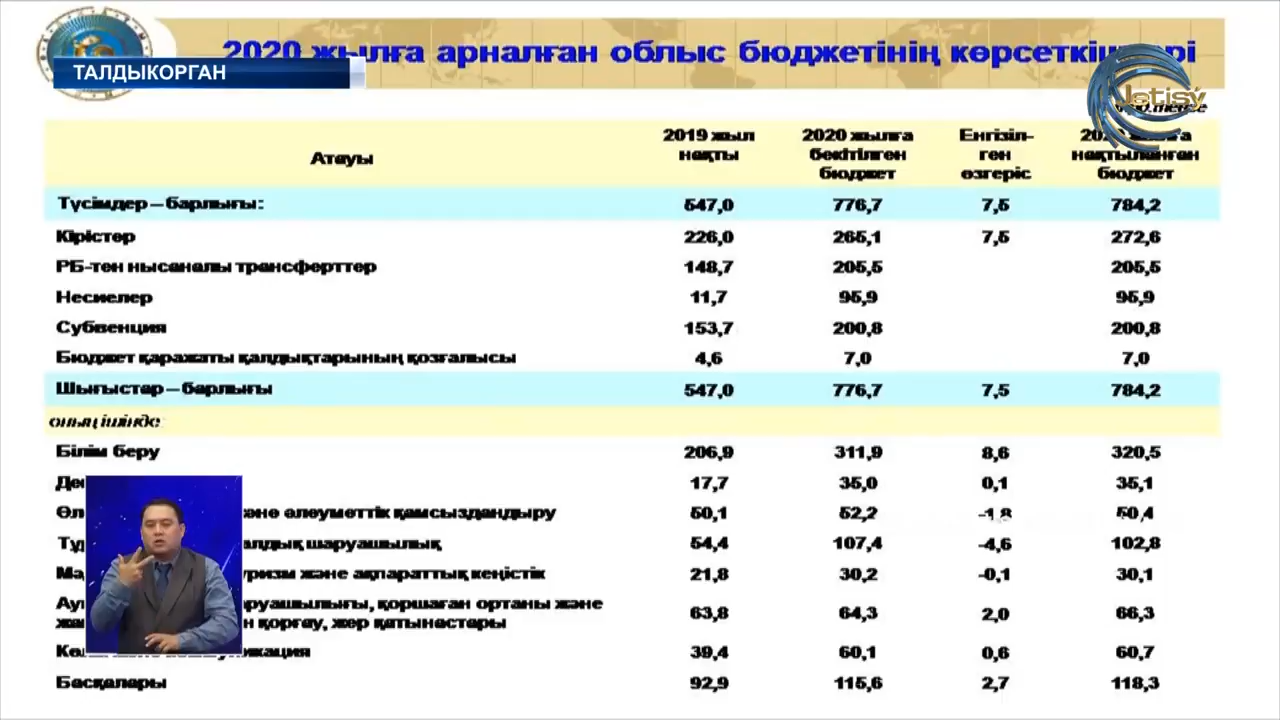 2020 жылға арналған облыс бюджетінің
ТАЛДЫКОРГАН
Jetisý
Атауы 2019 жыл нақты 2020 жылға бекітілген бюджет Енгізіл-ген өзгеріс нақтыланған бюджет
Түсімдер – барлығы: 547,0 776,7 7,5 784,2
Кірістер 226,0 265,1 7,5 272,6
РБ-тен нысаналы трансферттер 148,7 205,5 205,5
Несиелер 11,7 95,9 95,9
Субвенция 153,7 200,8 200,8
Бюджет қаражаты қалдықтарының қозғалысы 4,6 7,0 7,0
Шығыстар – барлығы 547,0 776,7 7,5 784,2
оның ішінде:
Білім беру 206,9 311,9 8,6 320,5
17,7 35,0 0,1 35,1
әлеуметтік қамсыздандыру 50,1 52,2 -1,8 50,4
шаруашылық 54,4 107,4 -4,6 102,8
және ақпараттық кеңістік 21,8 30,2 -0,1 30,1
қоршаған ортаны және
қорғау, жер қатынастары 63,8 64,3 2,0 66,3
39,4 60,1 0,6 60,7
Басқалары 92,9 115,6 2,7 118,3